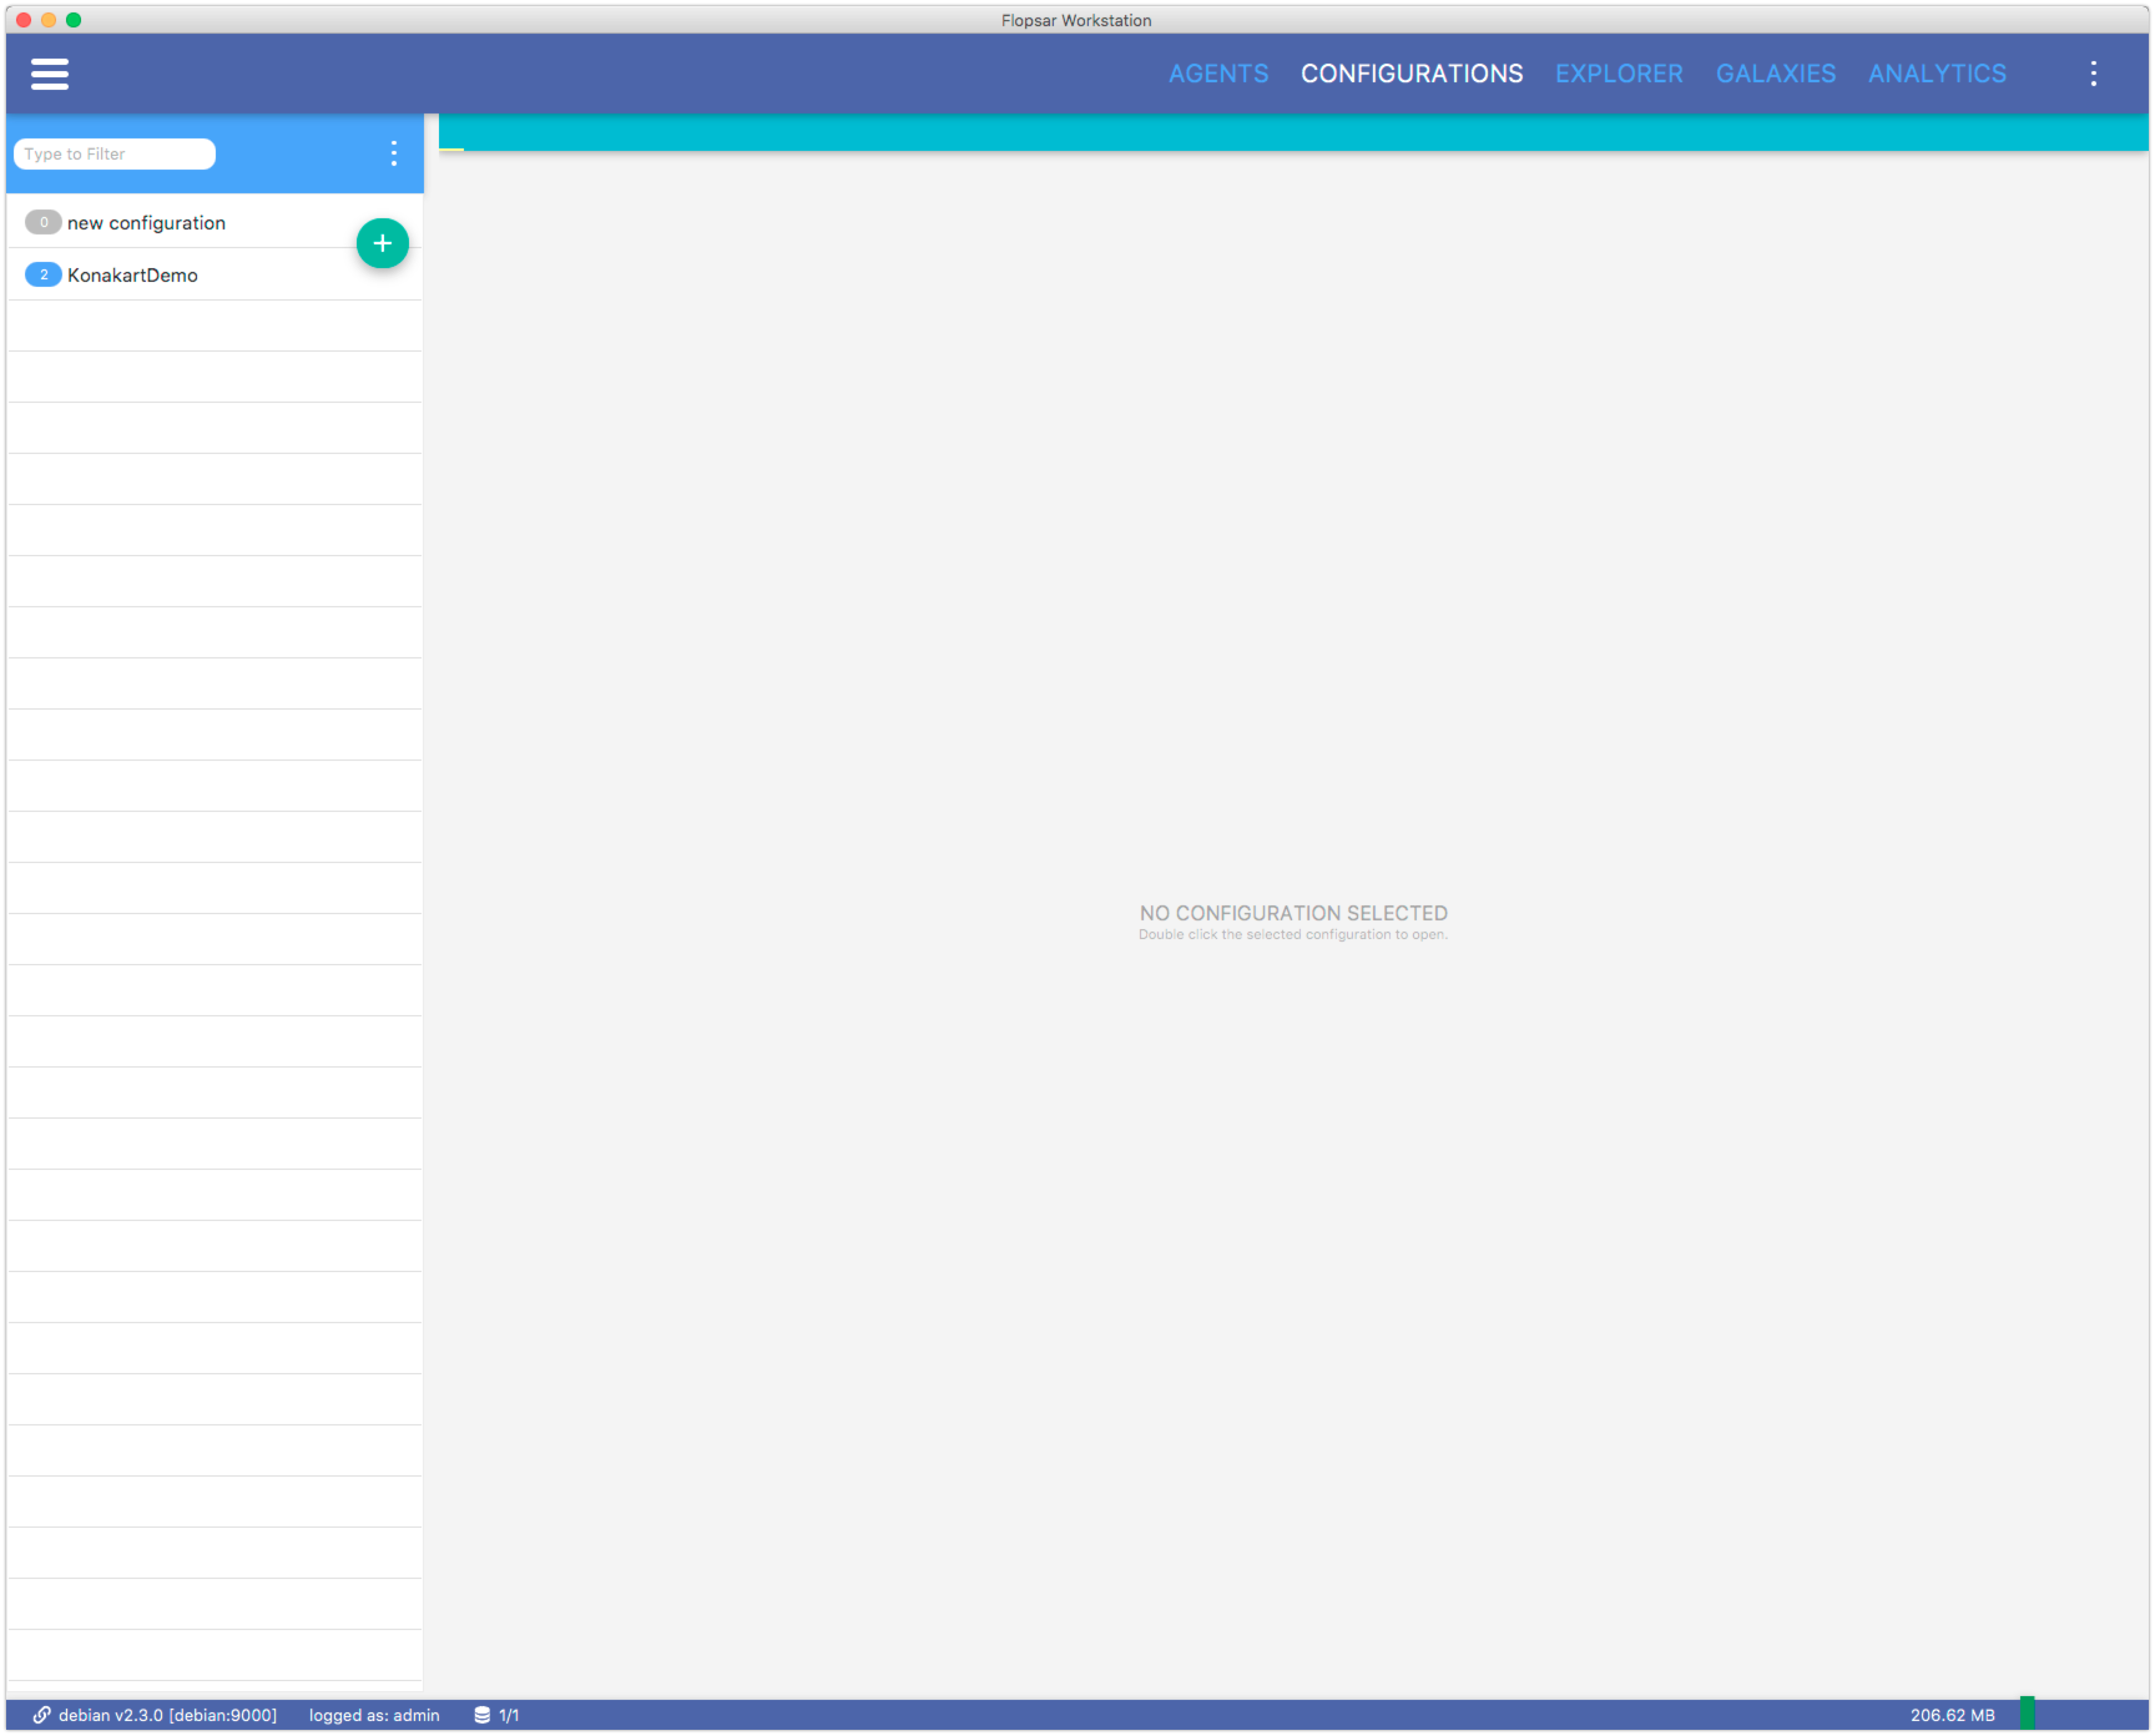 Flopsar Workstation
AGENTS CONFIGURATIONS EXPLORER GALAXIES ANALYTICS
Type to Filter
0 new configuration
+
2 KonakartDemo
NO CONFIGURATION SELECTED
Double click the selected configuration to open.
debian v2.3.0 [debian:9000] logged as: admin 1/1 206.62 MB